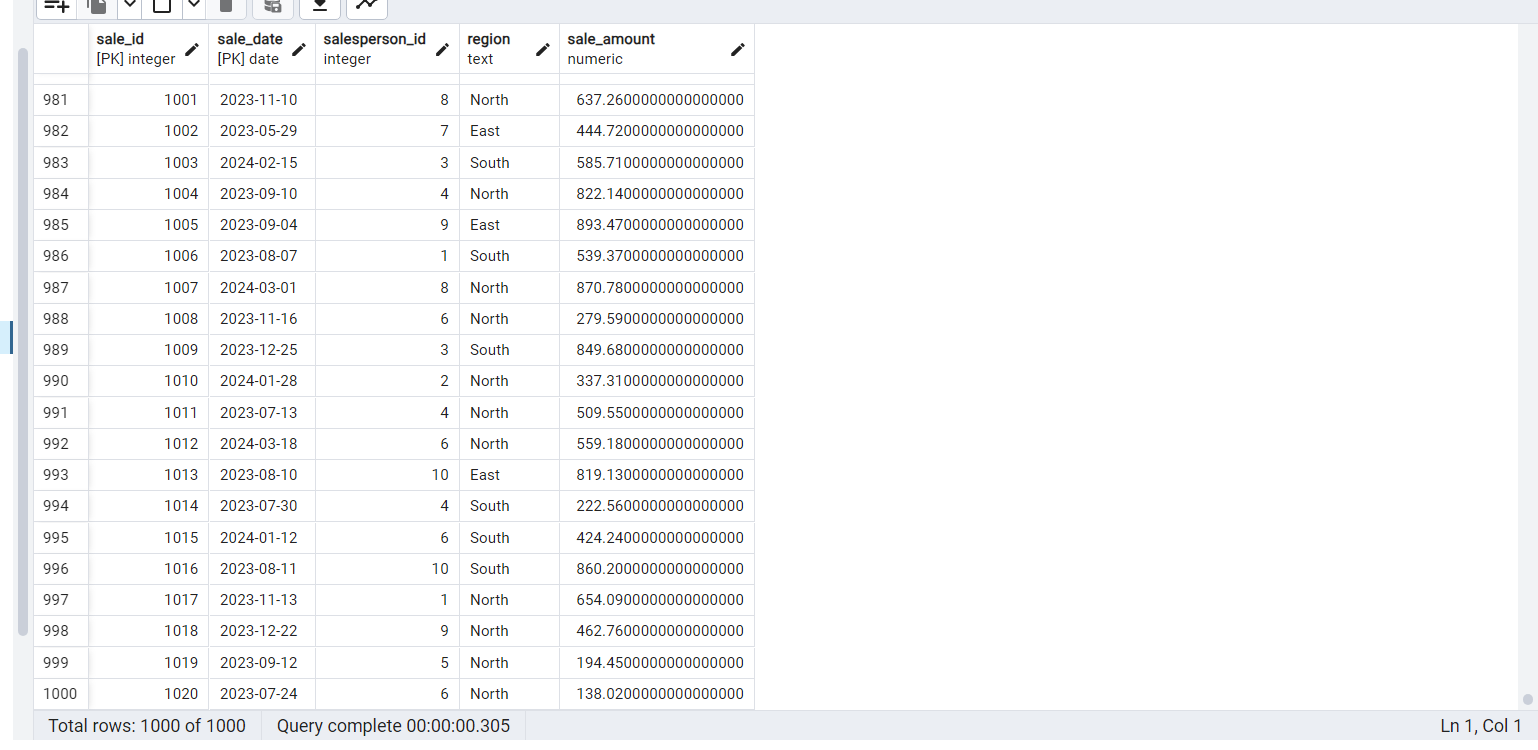 sale_id sale_date salesperson_id region sale_amount
[PK] integer [PK] date integer text numeric
981 1001 2023-11-10 8 North 637.2600000000000000
982 1002 2023-05-29 7 East 444.7200000000000000
983 1003 2024-02-15 3 South 585.7100000000000000
984 1004 2023-09-10 4 North 822.1400000000000000
985 1005 2023-09-04 9 East 893.4700000000000000
986 1006 2023-08-07 1 South 539.3700000000000000
987 1007 2024-03-01 8 North 870.7800000000000000
988 1008 2023-11-16 6 North 279.5900000000000000
989 1009 2023-12-25 3 South 849.6800000000000000
990 1010 2024-01-28 2 North 337.3100000000000000
991 1011 2023-07-13 4 North 509.5500000000000000
992 1012 2024-03-18 6 North 559.1800000000000000
993 1013 2023-08-10 10 East 819.1300000000000000
994 1014 2023-07-30 4 South 222.5600000000000000
995 1015 2024-01-12 6 South 424.2400000000000000
996 1016 2023-08-11 10 South 860.2000000000000000
997 1017 2023-11-13 1 North 654.0900000000000000
998 1018 2023-12-22 9 North 462.7600000000000000
999 1019 2023-09-12 5 North 194.4500000000000000
1000 1020 2023-07-24 6 North 138.0200000000000000
Total rows: 1000 of 1000 Query complete 00:00:00.305 Ln 1, Col 1